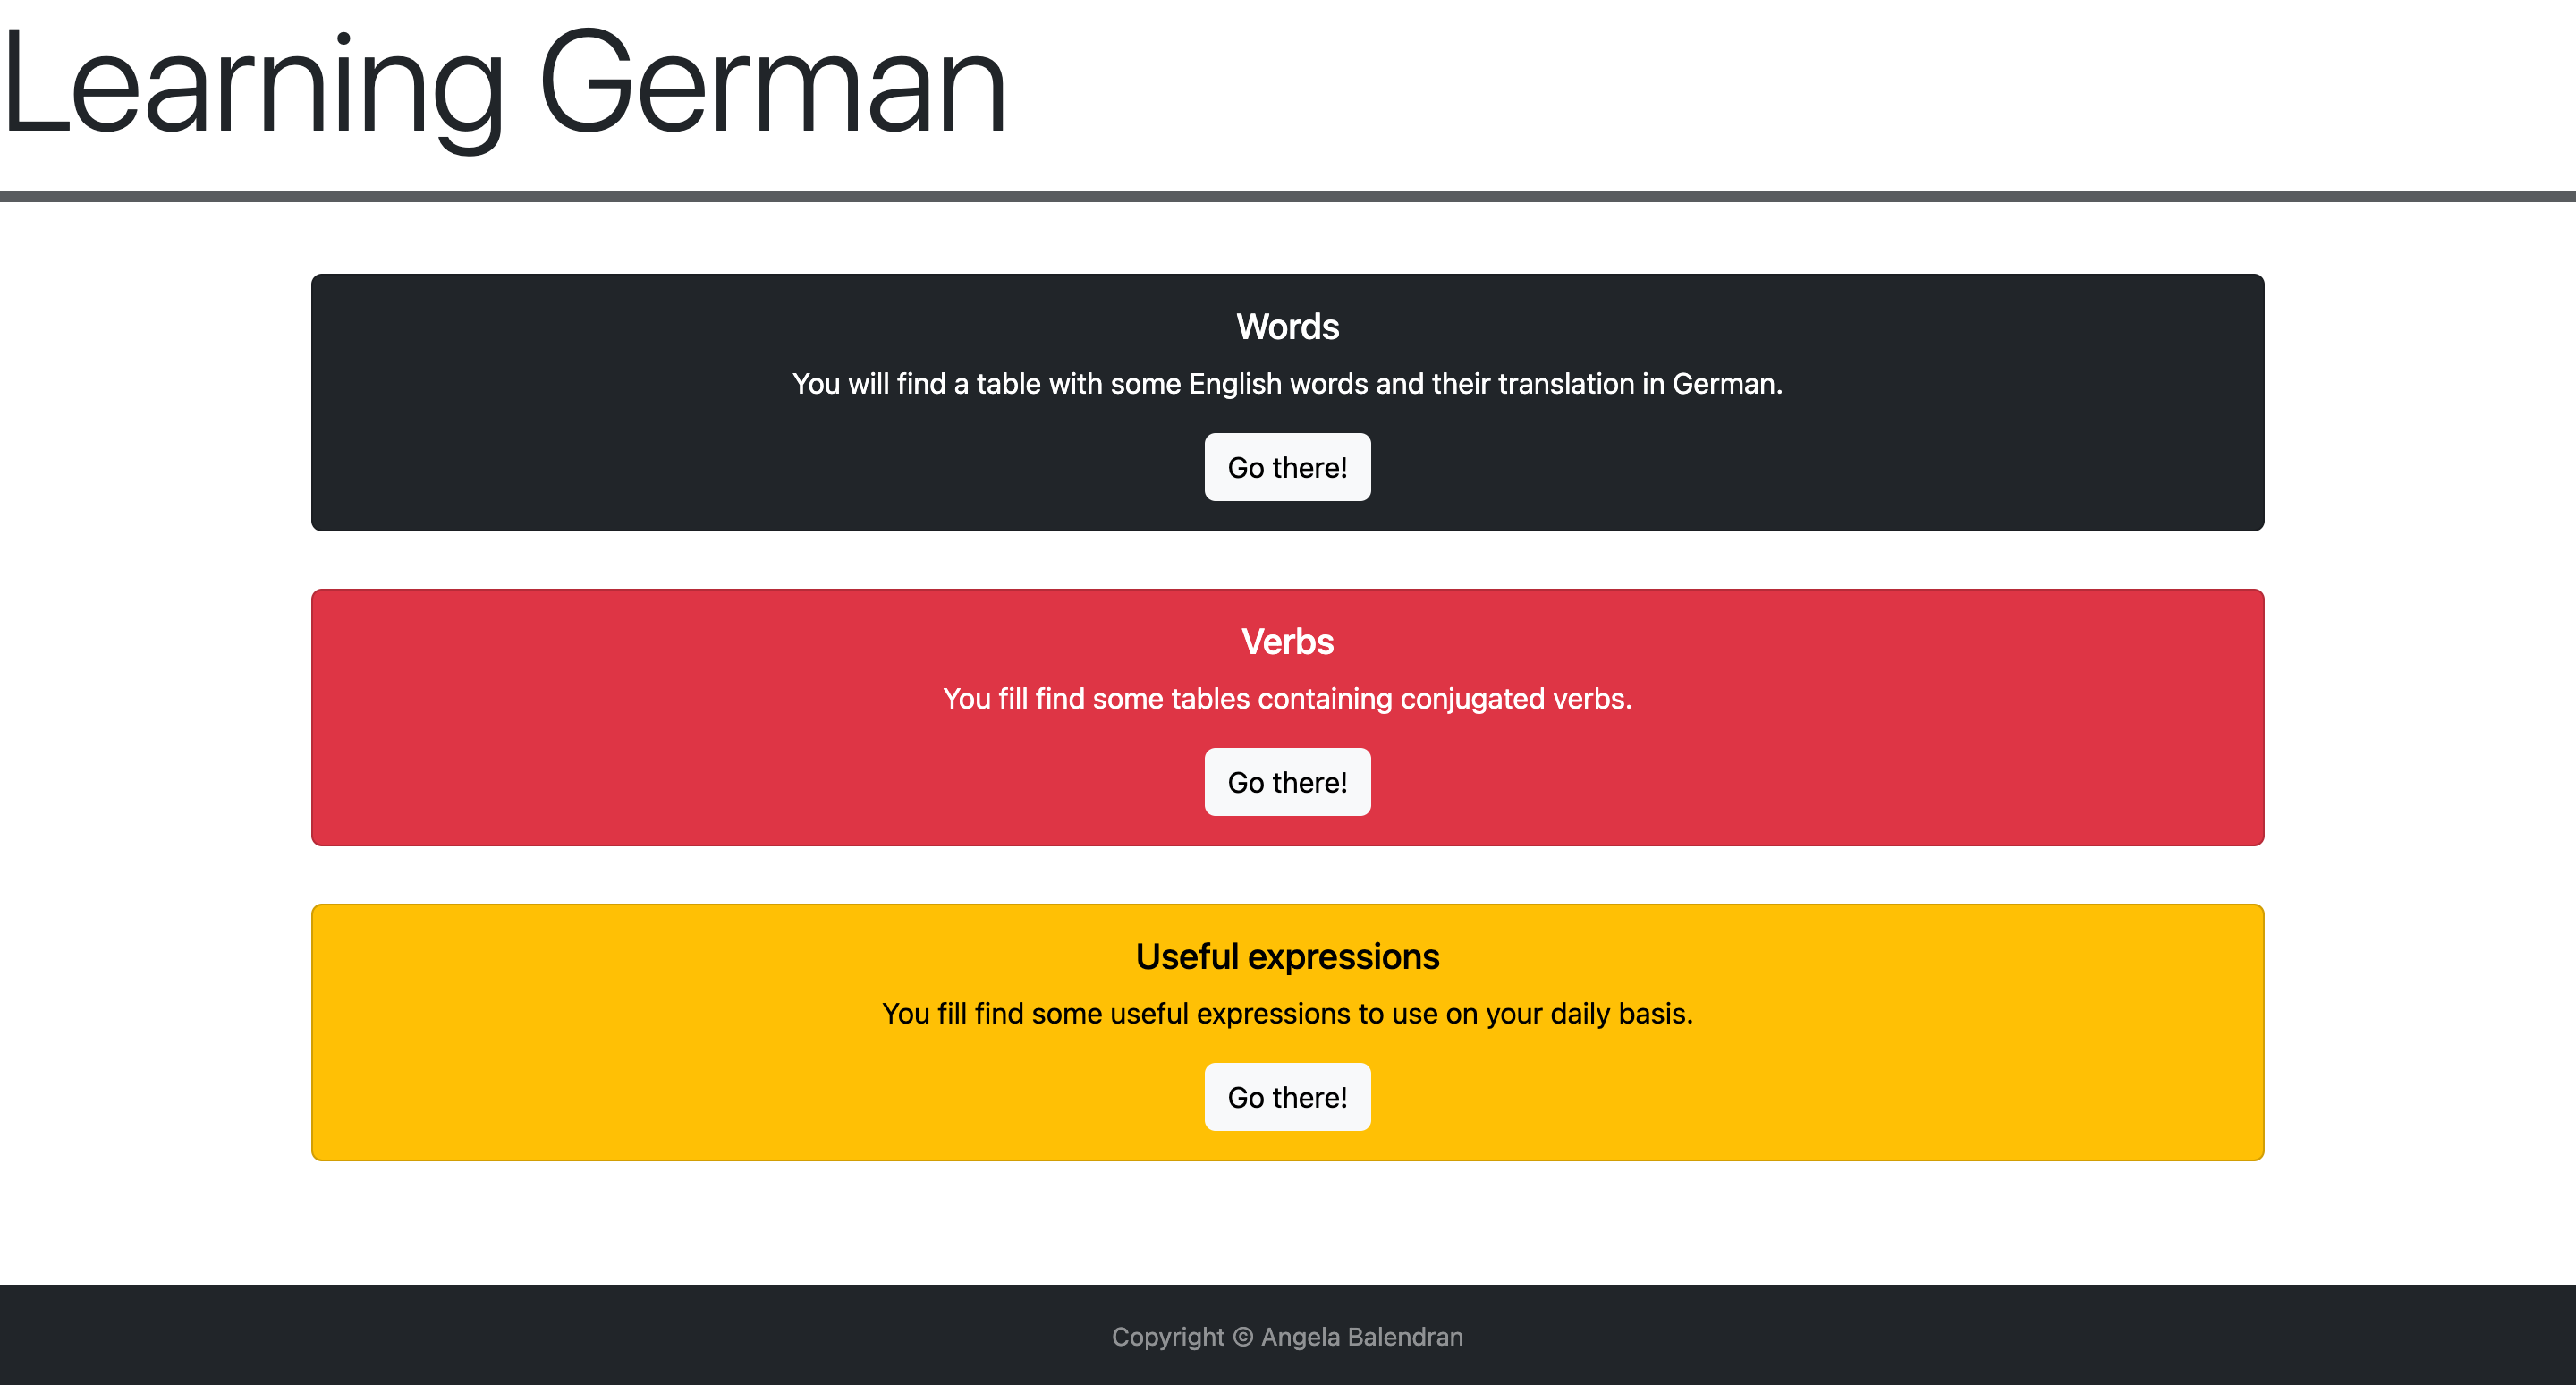 Learning German
Words
You will find a table with some English words and their translation in German.
Go there!
Verbs
You fill find some tables containing conjugated verbs.
Go there!
Useful expressions
You fill find some useful expressions to use on your daily basis.
Go there!
Copyright © Angela Balendran